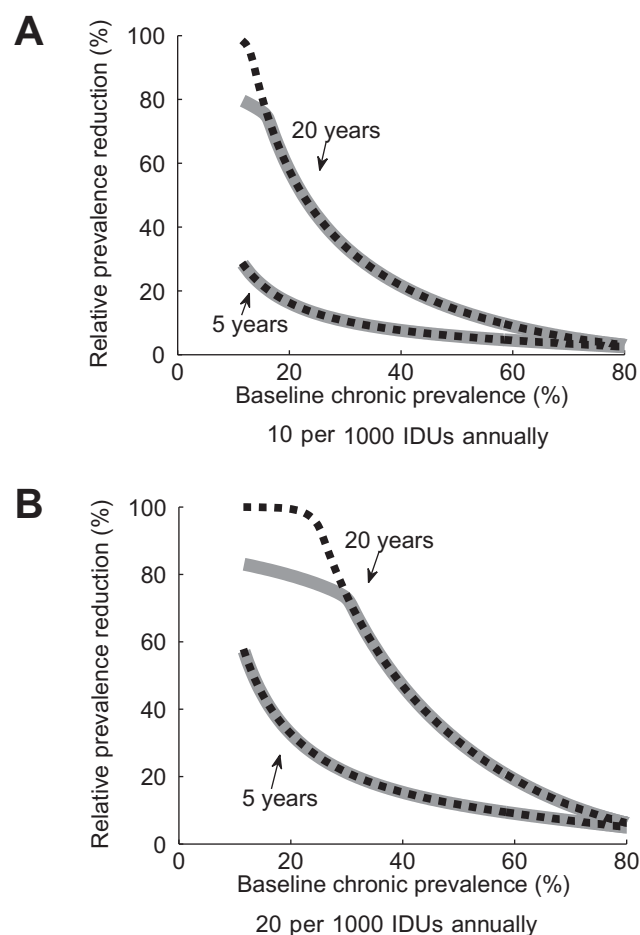 A
Relative prevalence reduction (%)
100
80
60
40
20
0
20 years
5 years
0 20 40 60 80
Baseline chronic prevalence (%)
10 per 1000 IDUs annually
B
Relative prevalence reduction (%)
100
80
60
40
20
0
20 years
5 years
0 20 40 60 80
Baseline chronic prevalence (%)
20 per 1000 IDUs annually